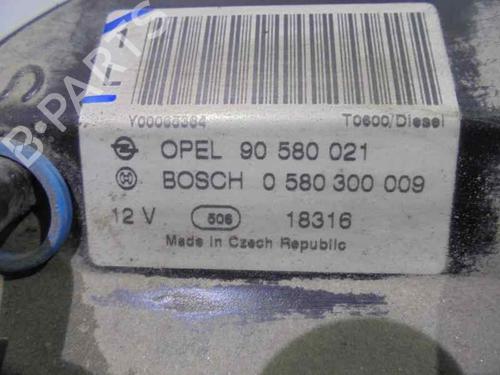 B-PARTS
Y00065364 T0600/Diesel
OPEL 90 580 021
BOSCH 0 580 300 009
12 V 506 18316
Made in Czech Republic